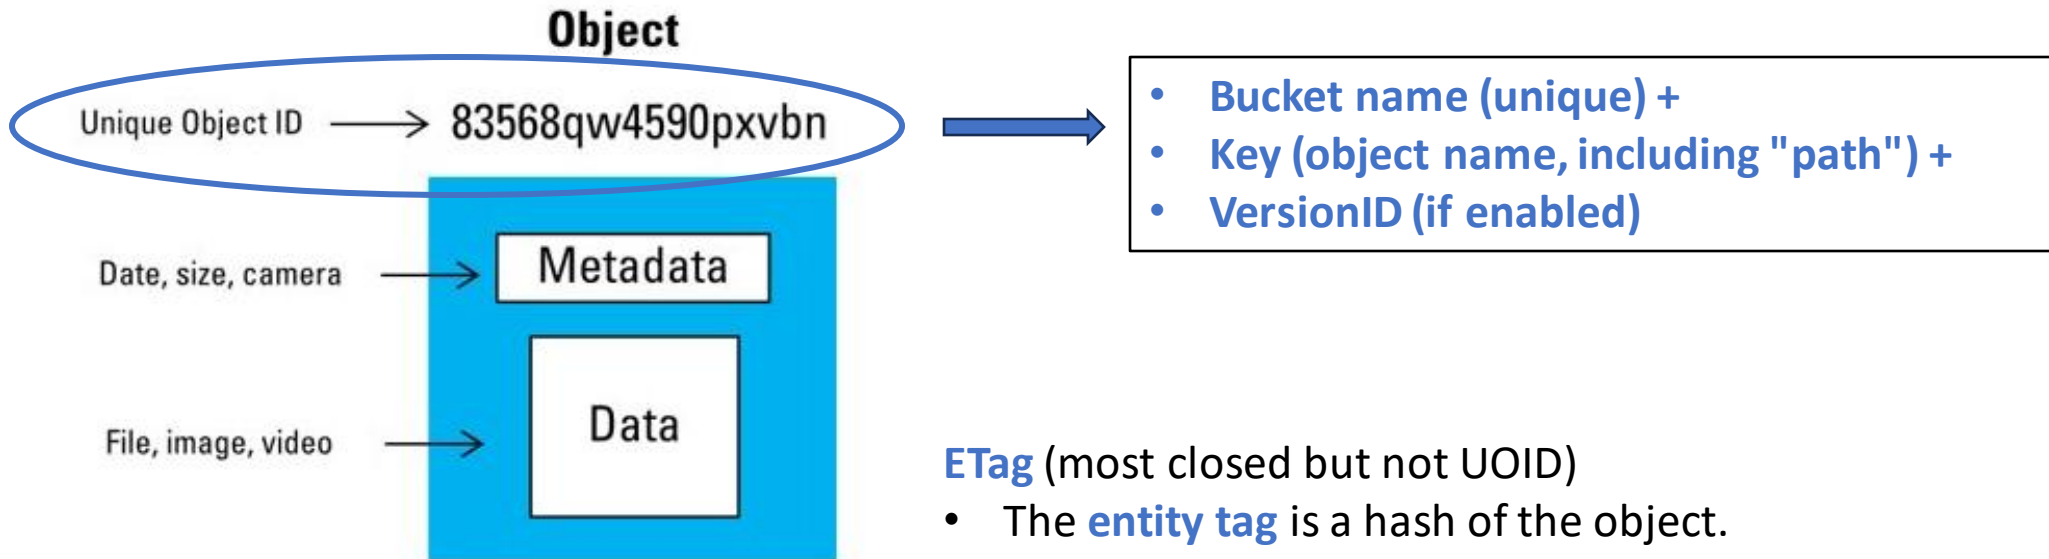 Object
Unique Object ID
83568qw4590pxvbn
Metadata
Date, size, camera
Data
File, image, video
• Bucket name (unique) +
• Key (object name, including "path") +
• VersionID (if enabled)
ETag (most closed but not UOID)
• The entity tag is a hash of the object.